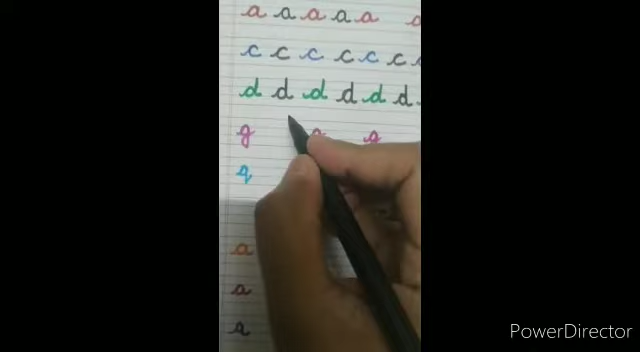 a a a a a a
c c c c c c c
d d d d d d
g g g
q
a
a
a
PowerDirector